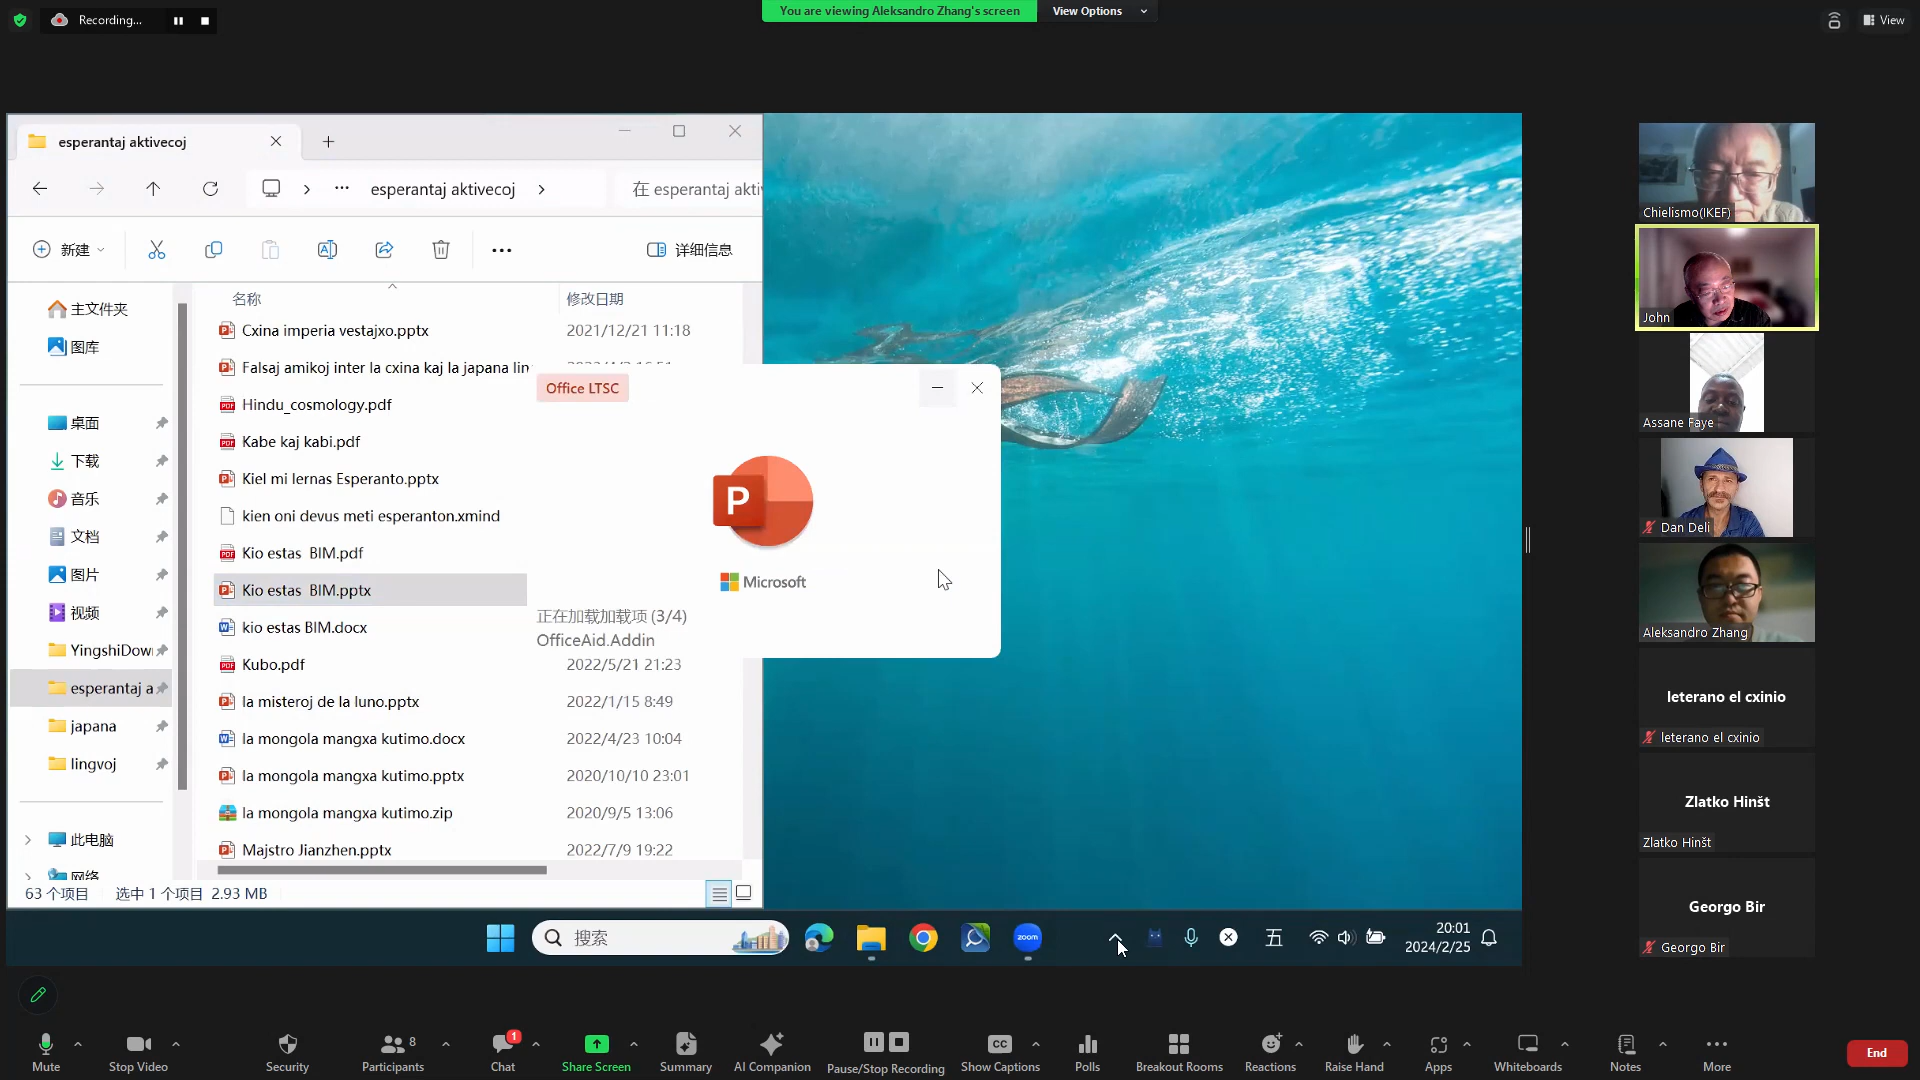 Recording...
You are viewing Aleksandro Zhang's screen
View Options
View
esperantaj aktivecoj
esperantaj aktivecoj
在 esperantaj akti
新建
详细信息
主文件夹
图库
桌面
下载
音乐
文档
图片
视频
YingshiDow
esperantaj a
japana
lingvoj
此电脑
网络
名称 修改日期
Cxina imperia vestajxo.pptx 2021/12/21 11:18
Falsaj amikoj inter la cxina kaj la japana lin
Hindu_cosmology.pdf
Kabe kaj kabi.pdf
Kiel mi lernas Esperanto.pptx
kien oni devus meti esperanton.xmind
Kio estas BIM.pdf
Kio estas BIM.pptx
kio estas BIM.docx
Kubo.pdf 2022/5/21 21:23
la misteroj de la luno.pptx 2022/1/15 8:49
la mongola mangxa kutimo.docx 2022/4/23 10:04
la mongola mangxa kutimo.pptx 2020/10/10 23:01
la mongola mangxa kutimo.zip 2020/9/5 13:06
Majstro Jianzhen.pptx 2022/7/9 19:22
63 个项目 选中 1 个项目 2.93 MB
Office LTSC
P
Microsoft
正在加载加载项 (3/4)
OfficeAid.Addin
搜索
zoom
五
20:01
2024/2/25
Chielismo(IKEF)
John
Assane Faye
Dan Deli
Aleksandro Zhang
leterano el cxinio
leterano el cxinio
Zlatko Hinšt
Zlatko Hinšt
Georgo Bir
Georgo Bir
Mute
Stop Video
Security
8
Participants
1
Chat
Share Screen
Summary
AI Companion
Pause/Stop Recording
CC
Show Captions
Polls
Breakout Rooms
Reactions
Raise Hand
Apps
Whiteboards
Notes
More
End